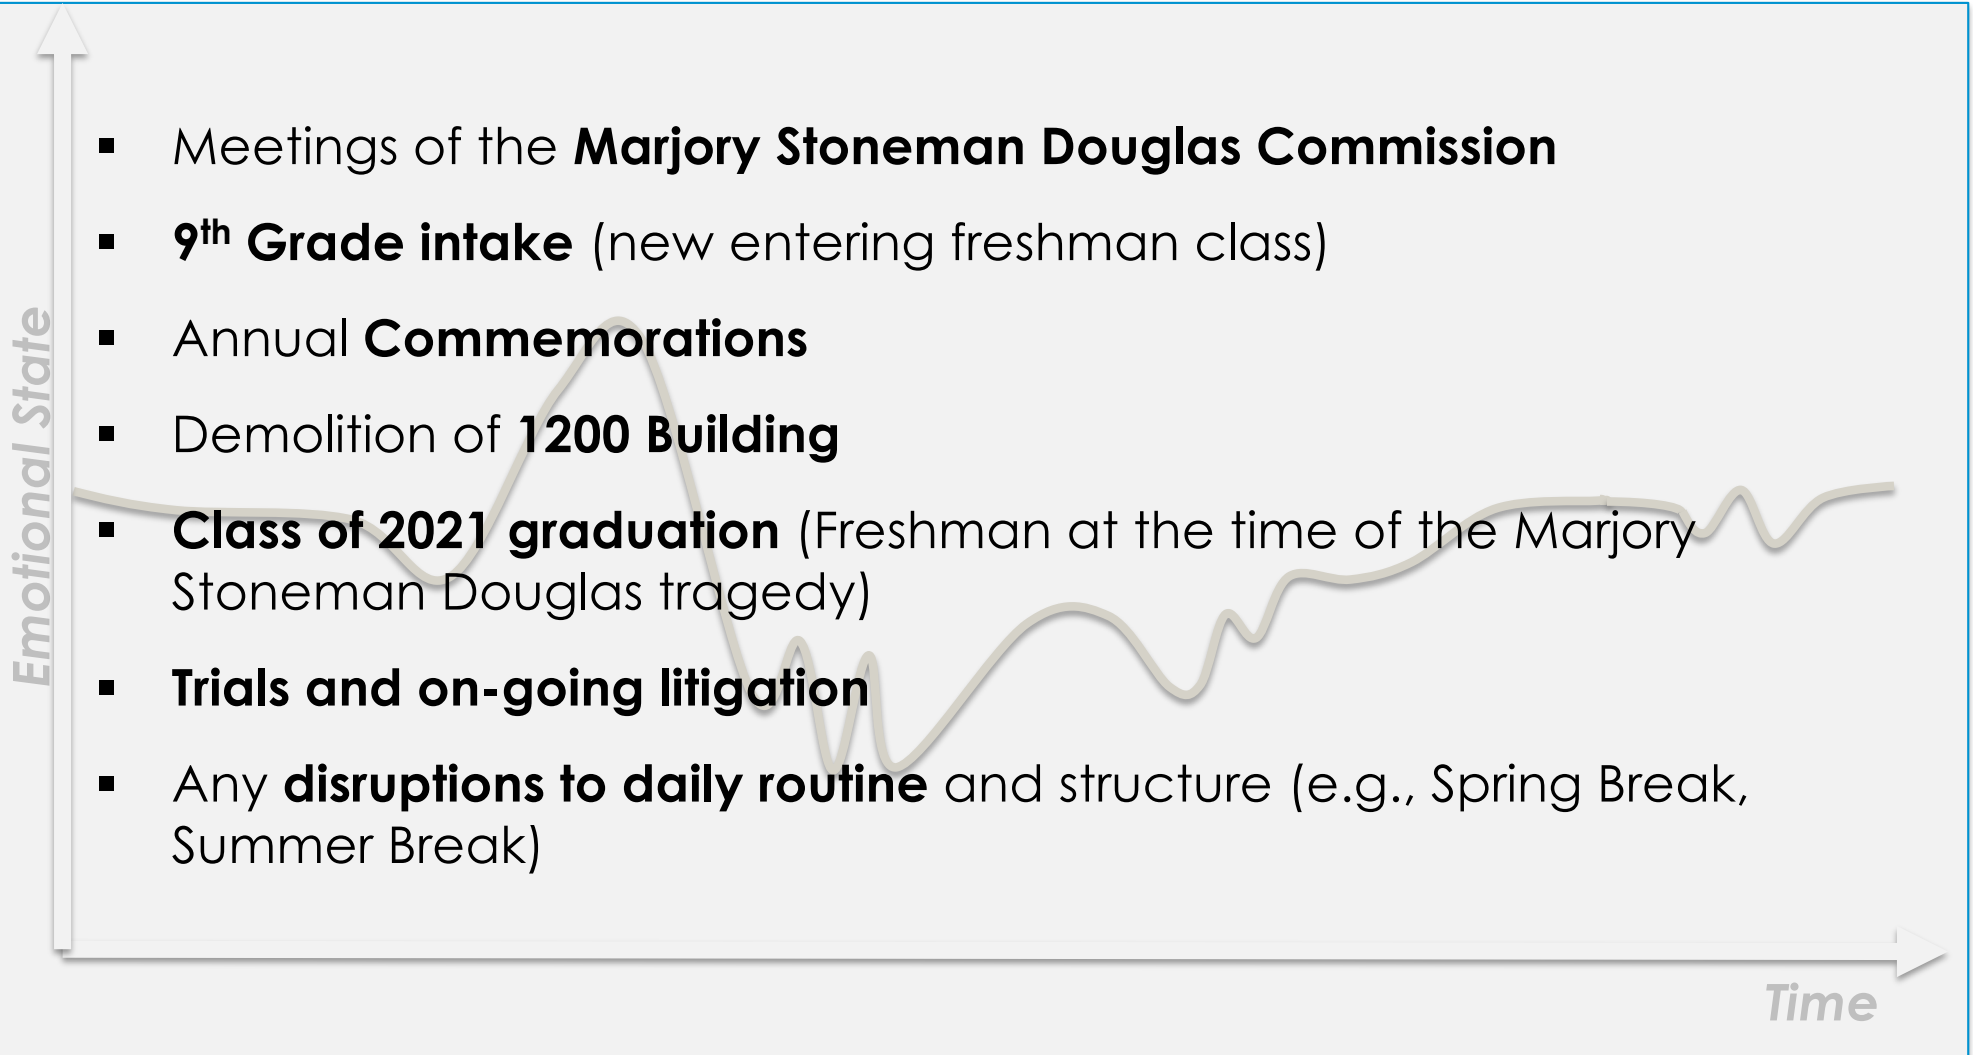 ▪ Meetings of the Marjory Stoneman Douglas Commission
▪ 9th Grade intake (new entering freshman class)
▪ Annual Commemorations
▪ Demolition of 1200 Building
▪ Class of 2021 graduation (Freshman at the time of the Marjory
Stoneman Douglas tragedy)
▪ Trials and on-going litigation
▪ Any disruptions to daily routine and structure (e.g., Spring Break,
Summer Break)
Emotional State
Time